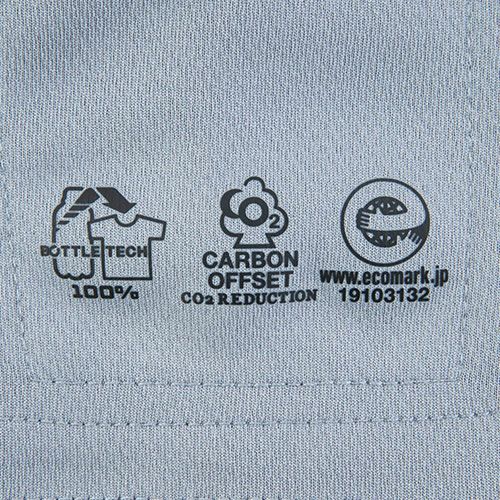 BOTTLE TECH
100%
CO2
CARBON
OFFSET
CO2 REDUCTION
www.ecomark.jp
19103132